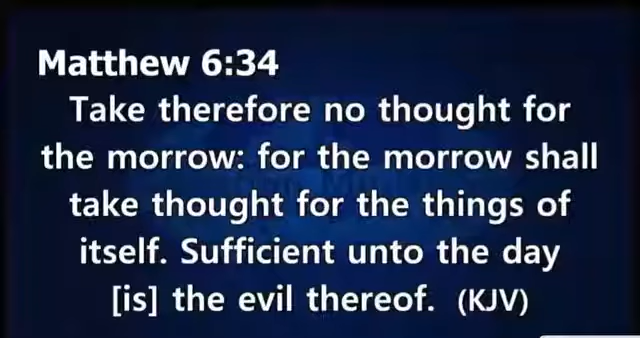 Matthew 6:34
Take therefore no thought for
the morrow: for the morrow shall
take thought for the things of
itself. Sufficient unto the day
[is] the evil thereof. (KJV)